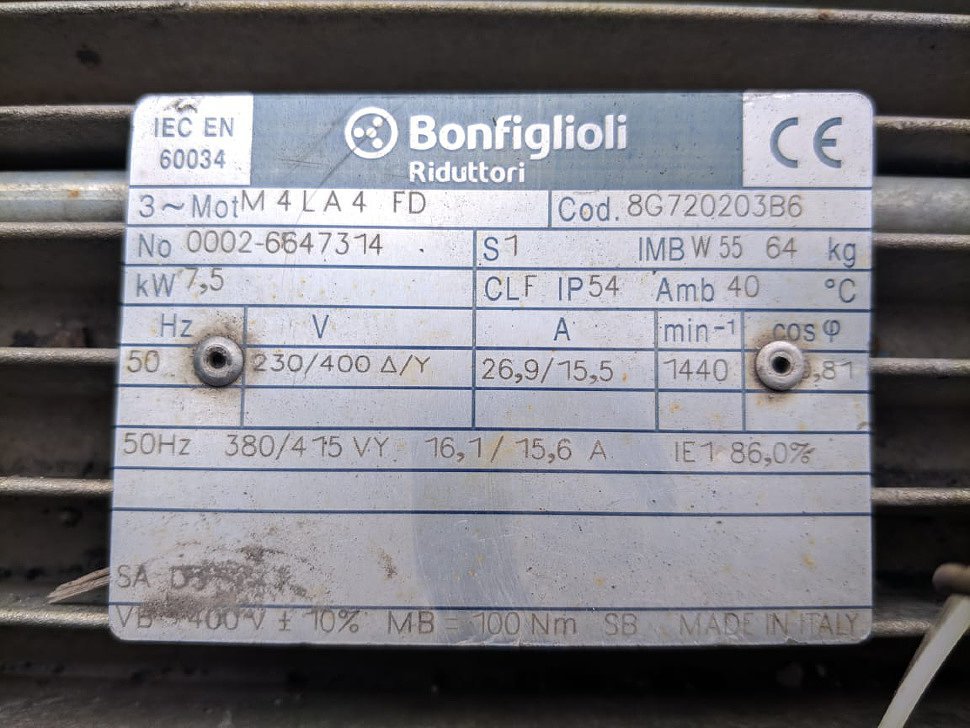 IEC EN
60034
Bonfiglioli
Riduttori
CE
3~Mot M 4 LA 4 FD Cod. 8G720203B6
No 0002-6647314 S1 IMB W 55 64 kg
kW 7,5 CLF IP54 Amb 40 °C
Hz V A min-1 cosφ
50 230/400 Δ/Y 26,9/15,5 1440 ,81
50Hz 380/415 VY 16,1/15,6 A IE1 86,0%
SA
VB 400 V ± 10% MB = 100 Nm SB MADE IN ITALY